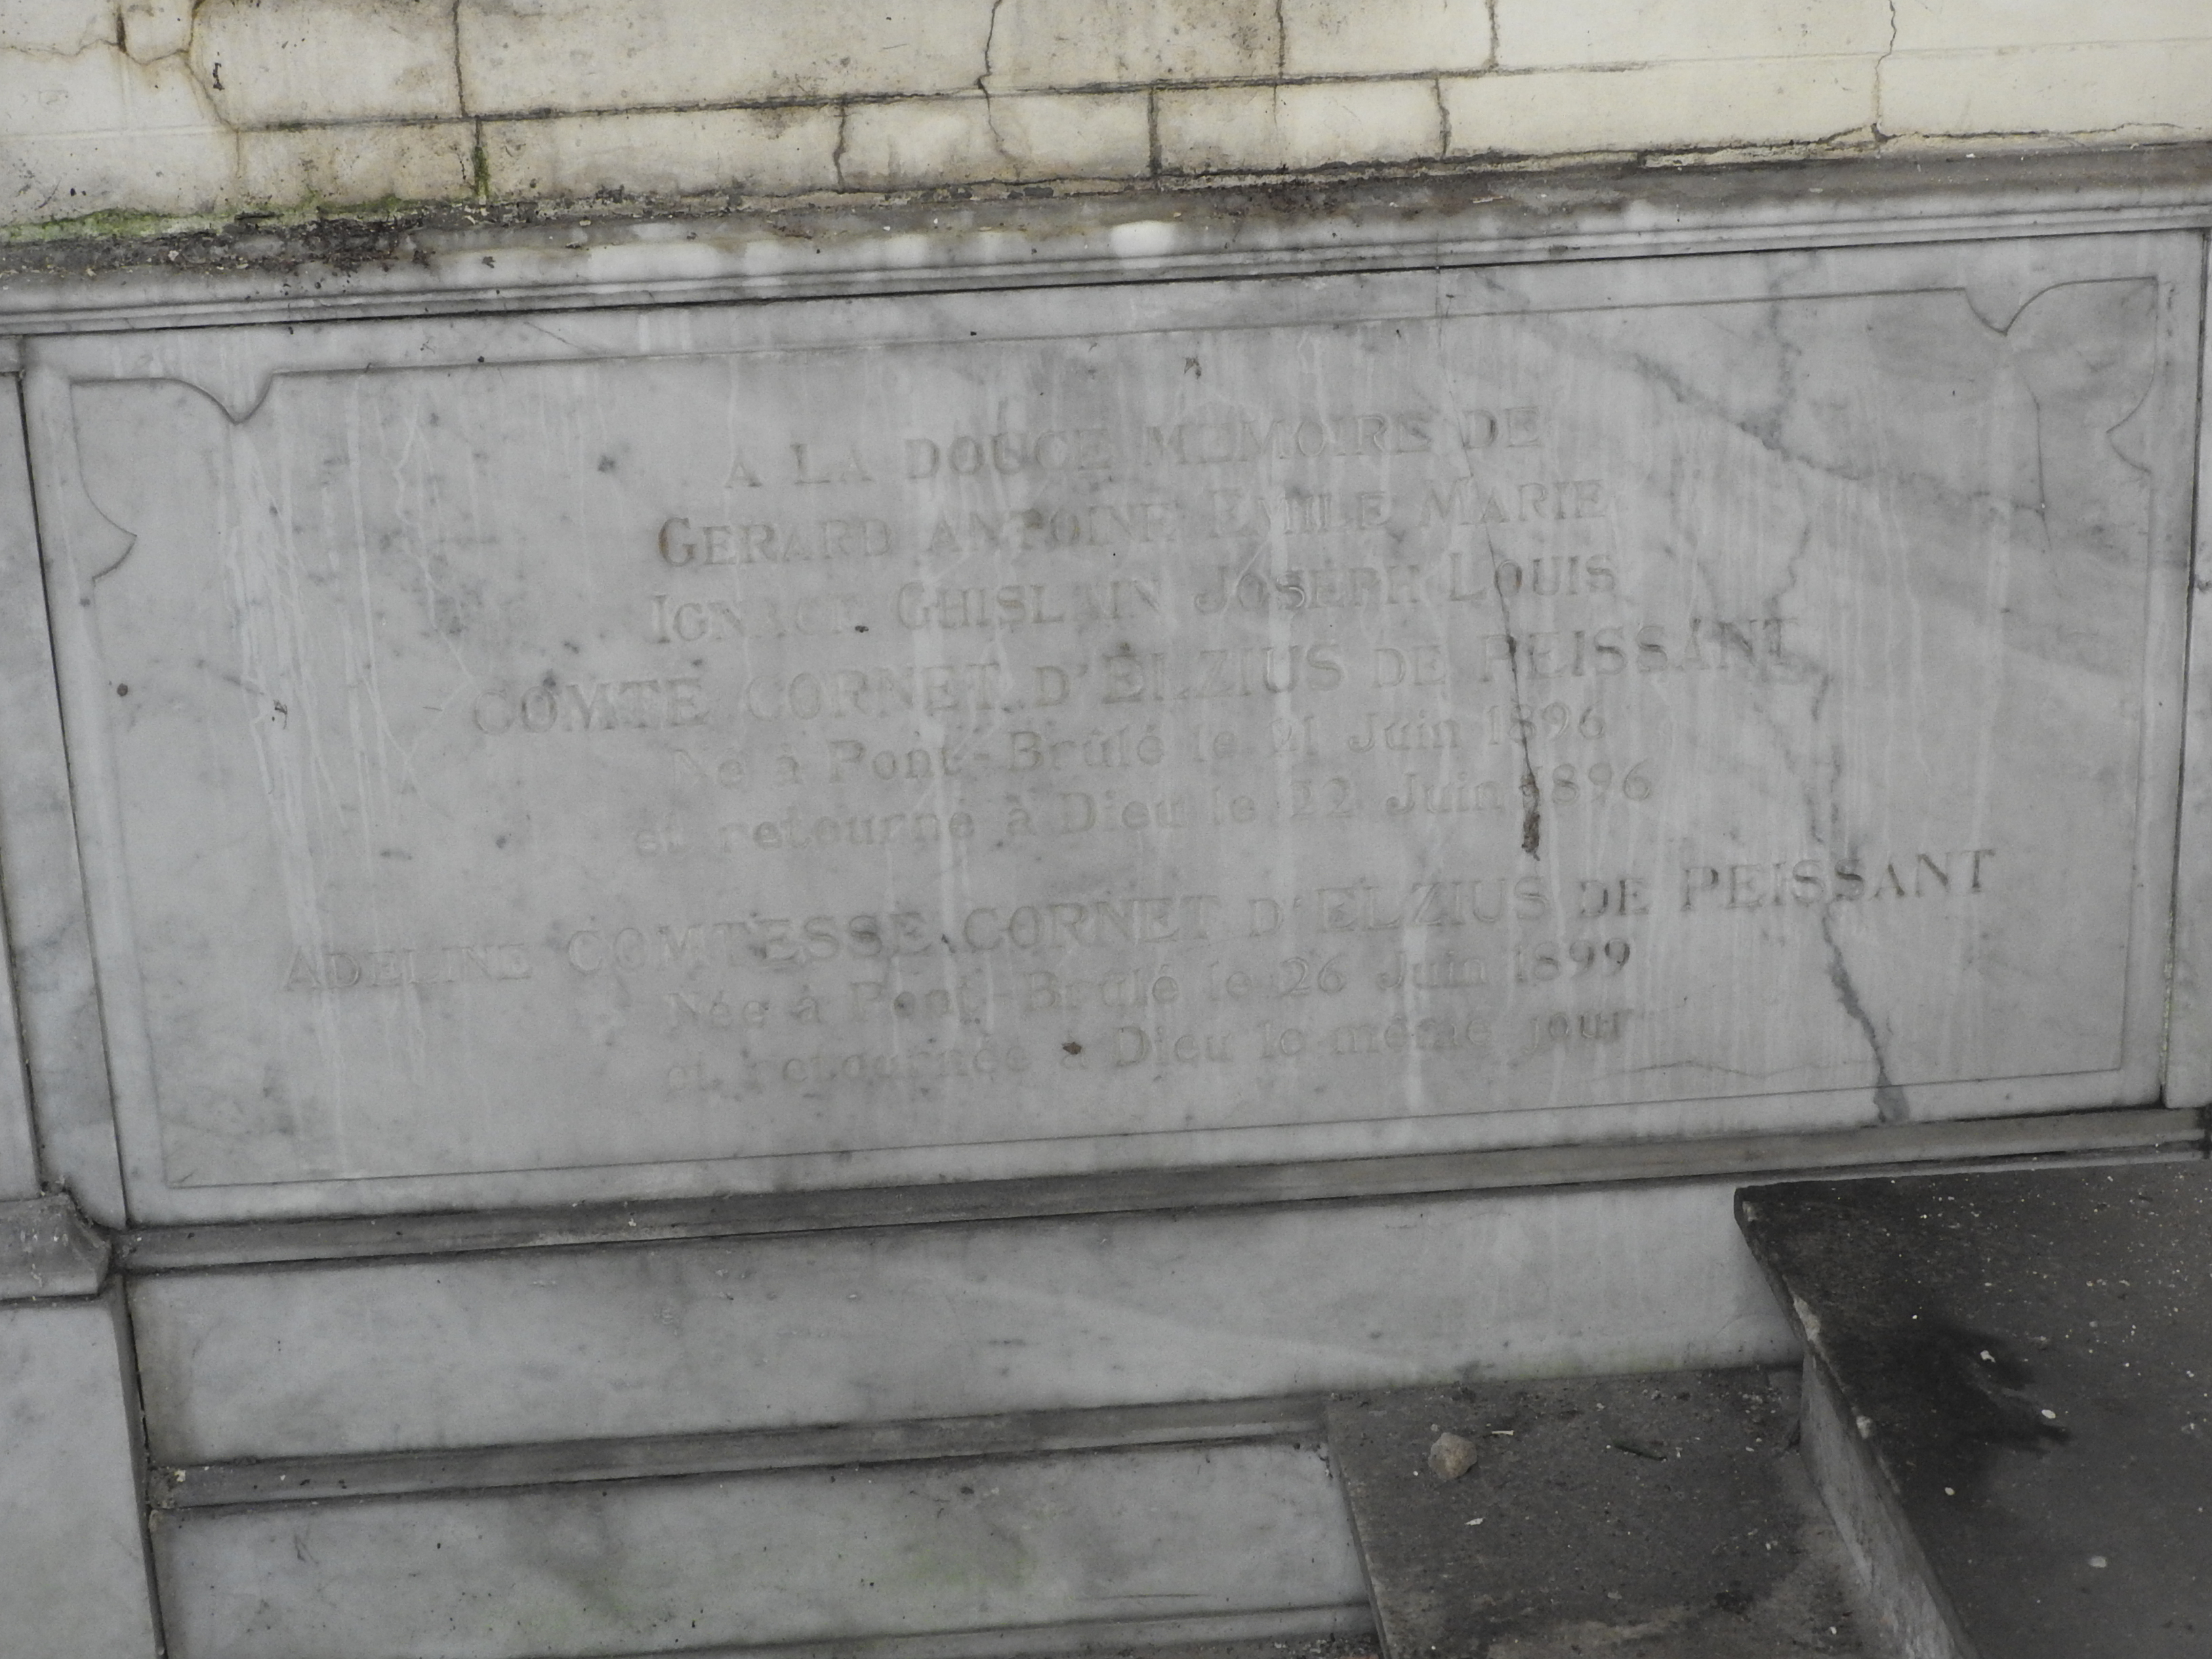 A LA DOUCE MEMOIRE DE
GERARD ANTOINE EMILE MARIE
IGNACE GHISLAIN JOSEPH LOUIS
COMTE CORNET D'ELZIUS DE PEISSANT
Né à Pont-Brûlé le 21 Juin 1896
et retourné à Dieu le 22 Juin 1896
ADELINE COMTESSE CORNET D'ELZIUS DE PEISSANT
Née à Pont-Brûlé le 26 Juin 1899
et retournée à Dieu le même jour